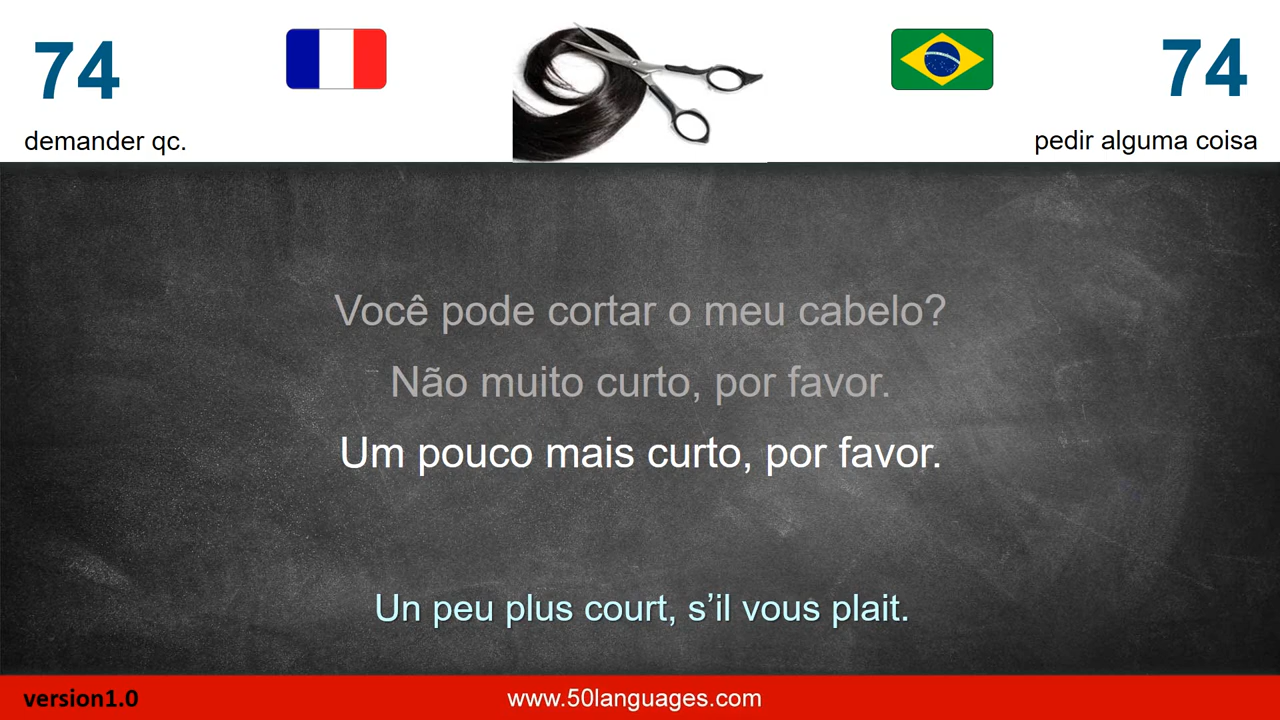 74
74
demander qc.
pedir alguma coisa
Você pode cortar o meu cabelo?
Não muito curto, por favor.
Um pouco mais curto, por favor.
Un peu plus court, s’il vous plait.
version1.0
www.50languages.com